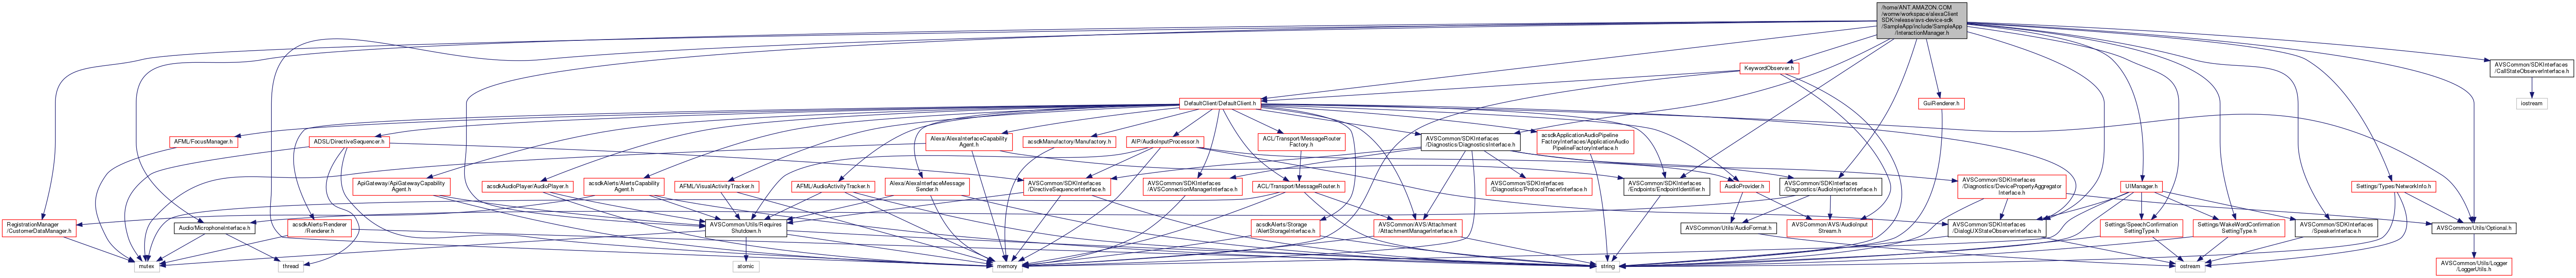 /home/ANT.AMAZON.COM
/womw/workspace/alexaClient
SDK/release/avs-device-sdk
/SampleApp/include/SampleApp
/InteractionManager.h
KeywordObserver.h
AVSCommon/SDKInterfaces
/CallStateObserverInterface.h
DefaultClient/DefaultClient.h
GuiRenderer.h
iostream
AFML/FocusManager.h
ADSL/DirectiveSequencer.h
Alexa/AlexaInterfaceCapability
Agent.h
acsdkManufactory/Manufactory.h
AIP/AudioInputProcessor.h
ACL/Transport/MessageRouter
Factory.h
AVSCommon/SDKInterfaces
/Diagnostics/DiagnosticsInterface.h
acsdkApplicationAudioPipeline
FactoryInterfaces/ApplicationAudio
PipelineFactoryInterface.h
ApiGateway/ApiGatewayCapability
Agent.h
acsdkAudioPlayer/AudioPlayer.h
acsdkAlerts/AlertsCapability
Agent.h
AFML/VisualActivityTracker.h
AFML/AudioActivityTracker.h
Alexa/AlexaInterfaceMessage
Sender.h
AVSCommon/SDKInterfaces
/DirectiveSequencerInterface.h
AVSCommon/SDKInterfaces
/AVSConnectionManagerInterface.h
ACL/Transport/MessageRouter.h
AVSCommon/SDKInterfaces
/Diagnostics/ProtocolTracerInterface.h
AVSCommon/SDKInterfaces
/Endpoints/EndpointIdentifier.h
AudioProvider.h
AVSCommon/SDKInterfaces
/Diagnostics/AudioInjectorInterface.h
AVSCommon/SDKInterfaces
/Diagnostics/DevicePropertyAggregator
Interface.h
UIManager.h
Settings/Types/NetworkInfo.h
RegistrationManager
/CustomerDataManager.h
Audio/MicrophoneInterface.h
acsdkAlerts/Renderer
/Renderer.h
AVSCommon/Utils/Requires
Shutdown.h
acsdkAlerts/Storage
/AlertStorageInterface.h
AVSCommon/AVS/Attachment
/AttachmentManagerInterface.h
AVSCommon/Utils/AudioFormat.h
AVSCommon/AVS/AudioInput
Stream.h
AVSCommon/SDKInterfaces
/DialogUXStateObserverInterface.h
Settings/SpeechConfirmation
SettingType.h
Settings/WakeWordConfirmation
SettingType.h
AVSCommon/SDKInterfaces
/SpeakerInterface.h
AVSCommon/Utils/Optional.h
mutex
thread
atomic
memory
string
ostream
AVSCommon/Utils/Logger
/LoggerUtils.h